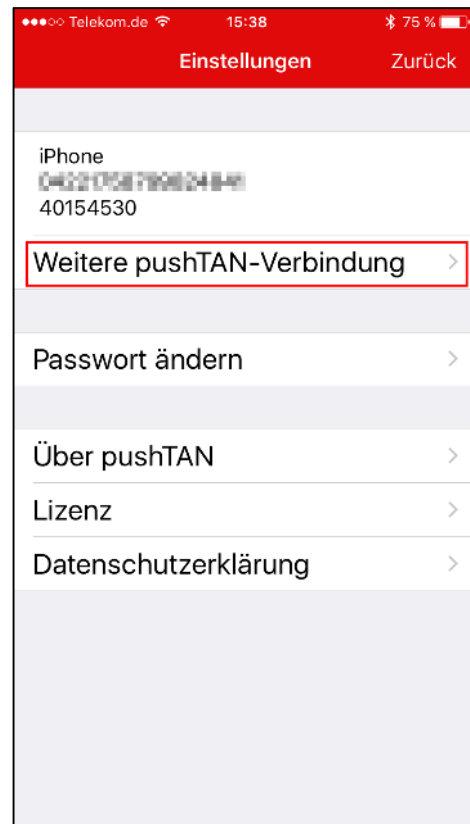 Telekom.de 15:38 75 %
Einstellungen Zurück
iPhone
40154530
Weitere pushTAN-Verbindung
Passwort ändern
Über pushTAN
Lizenz
Datenschutzerklärung